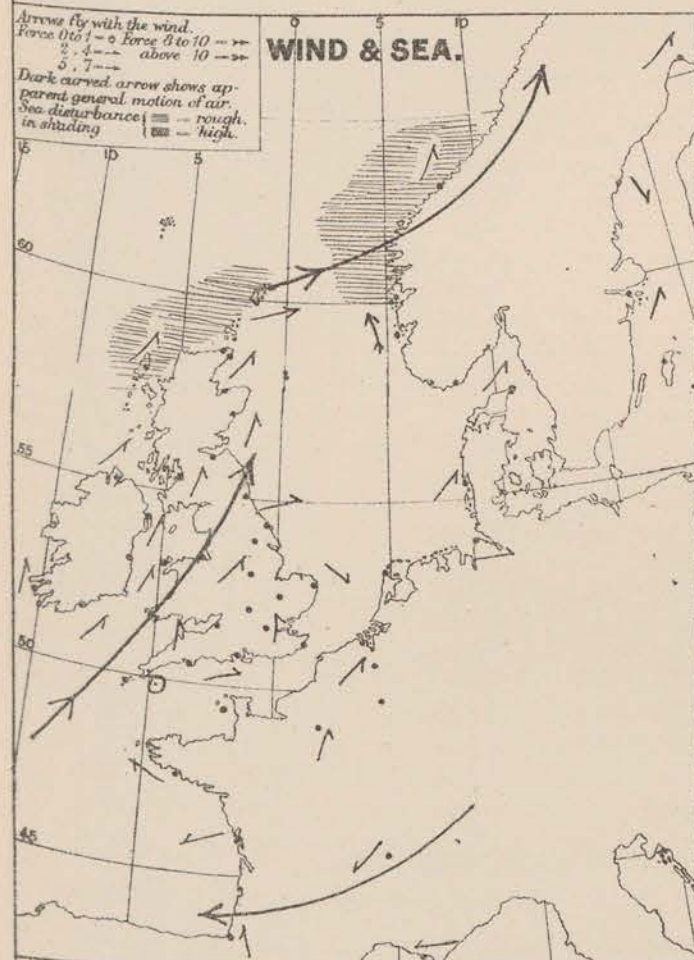 Arrows fly with the wind.
Force 0 to 1 – o Force 8 to 10 –
2 . 4 – above 10 –
5 . 7 –
Dark curved arrow shows ap-
parent general motion of air.
Sea disturbance { – rough.
in shading { – high.
WIND & SEA.
15 10 5 0 5 10
60
55
50
45